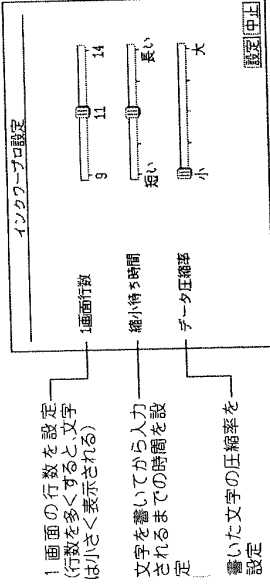 インクワープロ設定
1画面行数
9 11 14
縮小待ち時間
短い 長い
データ圧縮率
小 大
設定 中止
1画面の行数を設定
(行数を多くすると、文字
は小さく表示される)
文字を書いてから入力
されるまでの時間を設
定
書いた文字の圧縮率を
設定